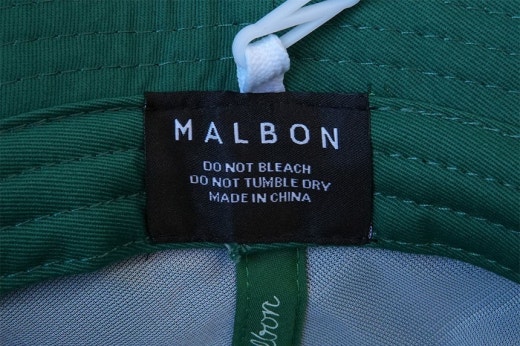 MALBON
DO NOT BLEACH
DO NOT TUMBLE DRY
MADE IN CHINA